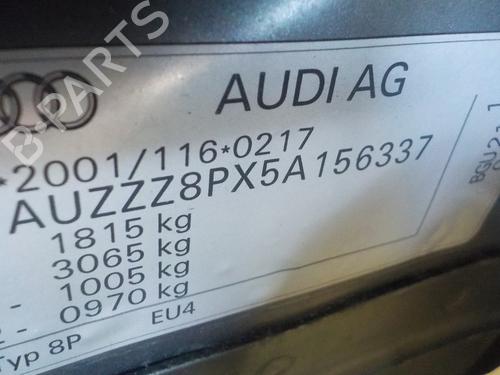 B-PARTS
AUDI AG
*2001/116*0217
AUZZZ8PX5A156337
1815 kg
3065 kg
- 1005 kg
- 0970 kg
Typ 8P EU4